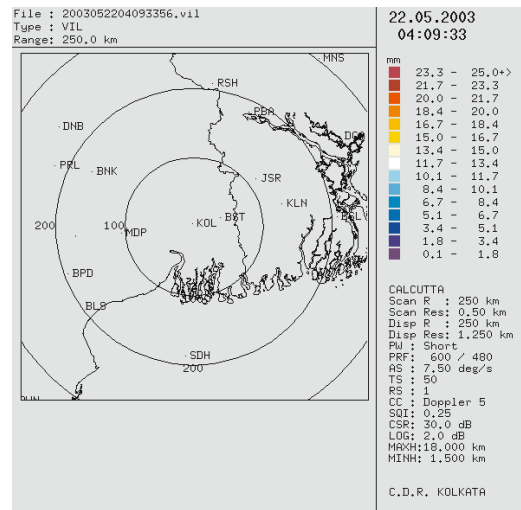 File : 2003052204093356.vil
Type : VIL
Range: 250.0 km
MNS
RSH
PBA
DNB
PRL
BNK
JSR
KLN
200
100
KOL
BST
MDP
BPD
BLS
SDH
200
22.05.2003
04:09:33
mm
23.3 - 25.0+>
21.7 - 23.3
20.0 - 21.7
18.4 - 20.0
16.7 - 18.4
15.0 - 16.7
13.4 - 15.0
11.7 - 13.4
10.1 - 11.7
8.4 - 10.1
6.7 - 8.4
5.1 - 6.7
3.4 - 5.1
1.8 - 3.4
0.1 - 1.8
CALCUTTA
Scan R : 250 km
Scan Res: 0.50 km
Disp R : 250 km
Disp Res: 1.250 km
PW : Short
PRF: 600 / 480
AS : 7.50 deg/s
TS : 50
RS : 1
CC : Doppler 5
SQI: 0.25
CSR: 30.0 dB
LOG: 2.0 dB
MAXH:18.000 km
MINH: 1.500 km
C.D.R. KOLKATA